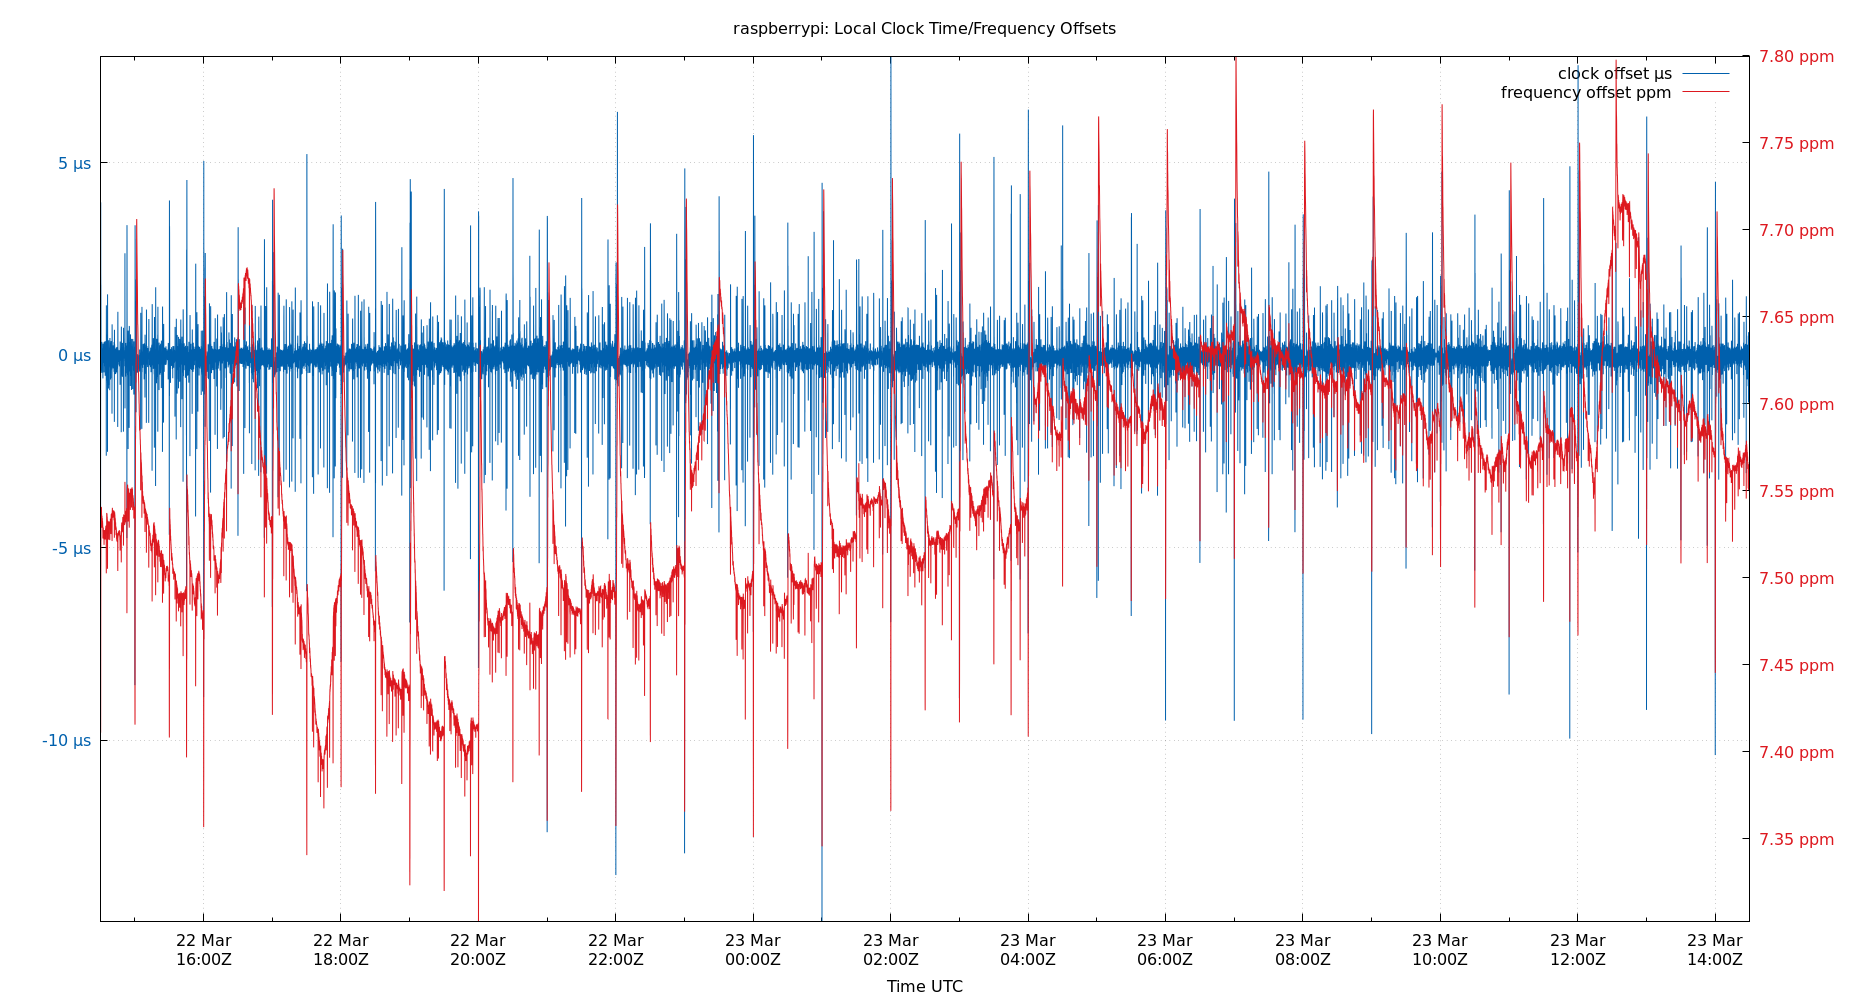 raspberrypi: Local Clock Time/Frequency Offsets
clock offset µs
frequency offset ppm
5 µs
0 µs
-5 µs
-10 µs
7.80 ppm
7.75 ppm
7.70 ppm
7.65 ppm
7.60 ppm
7.55 ppm
7.50 ppm
7.45 ppm
7.40 ppm
7.35 ppm
22 Mar 22 Mar 22 Mar 22 Mar 23 Mar 23 Mar 23 Mar 23 Mar 23 Mar 23 Mar 23 Mar 23 Mar
16:00Z 18:00Z 20:00Z 22:00Z 00:00Z 02:00Z 04:00Z 06:00Z 08:00Z 10:00Z 12:00Z 14:00Z
Time UTC